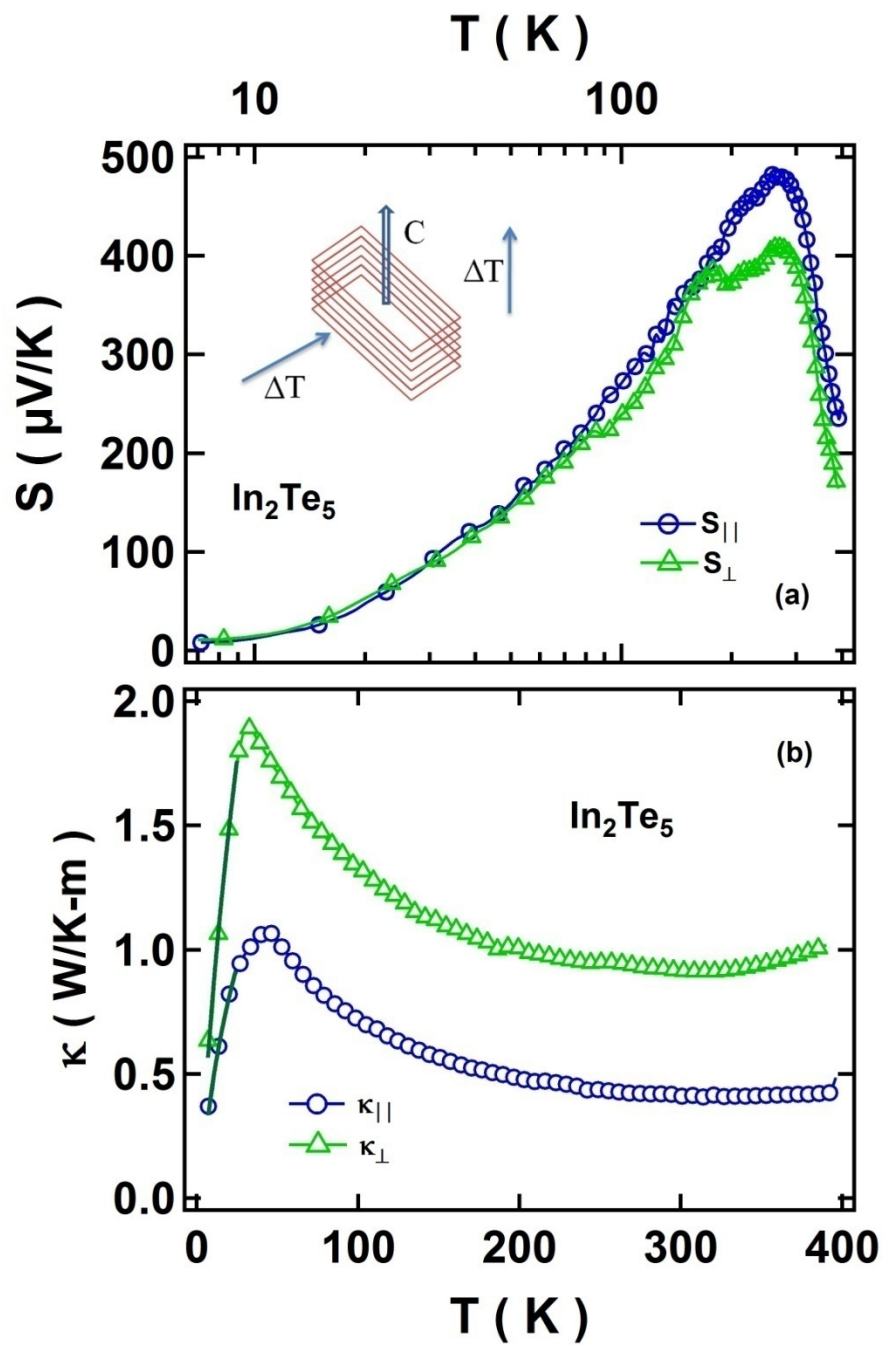 T ( K )
10 100
500
400
300
200
100
0
S ( μV/K )
C
ΔT
ΔT
In₂Te₅
S||
S⊥
(a)
2.0
1.5
1.0
0.5
0.0
κ ( W/K-m )
(b)
In₂Te₅
κ||
κ⊥
0 100 200 300 400
T ( K )